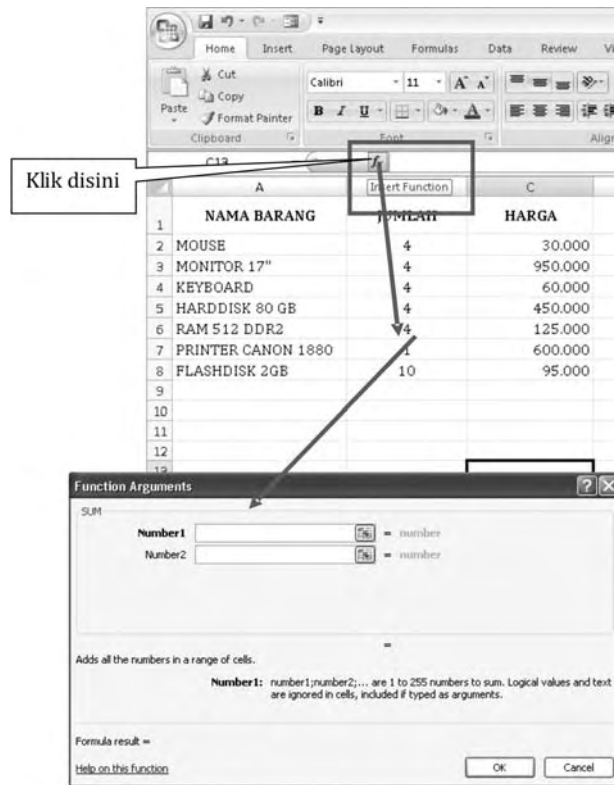 Home Insert Page Layout Formulas Data Review Vi
Cut
Copy
Format Painter
Paste
Calibri 11 A A
B I U A
Clipboard Font Align
Klik disini
C13 fx
Insert Function
A C
1 NAMA BARANG JUMLAH HARGA
2 MOUSE 4 30.000
3 MONITOR 17" 4 950.000
4 KEYBOARD 4 60.000
5 HARDDISK 80 GB 4 450.000
6 RAM 512 DDR2 4 125.000
7 PRINTER CANON 1880 1 600.000
8 FLASHDISK 2GB 10 95.000
9
10
11
12
13
Function Arguments
SUM
Number1 = number
Number2 = number
=
Adds all the numbers in a range of cells.
Number1: number1;number2;... are 1 to 255 numbers to sum. Logical values and text
are ignored in cells, included if typed as arguments.
Formula result =
Help on this function OK Cancel